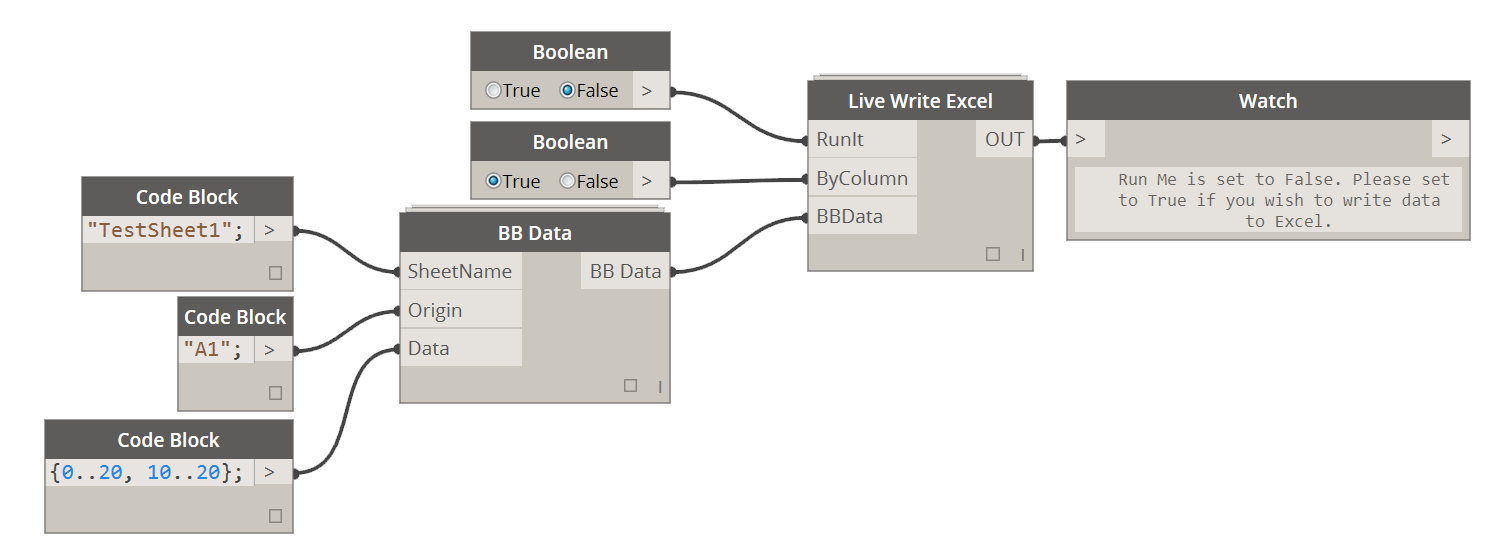 Boolean
True False >
Boolean
True False >
Code Block
"TestSheet1"; >
Code Block
"A1"; >
Code Block
{0..20, 10..20}; >
BB Data
SheetName BB Data
Origin
Data
Live Write Excel
RunIt OUT
ByColumn
BBData
Watch
> >
Run Me is set to False. Please set
to True if you wish to write data
to Excel.